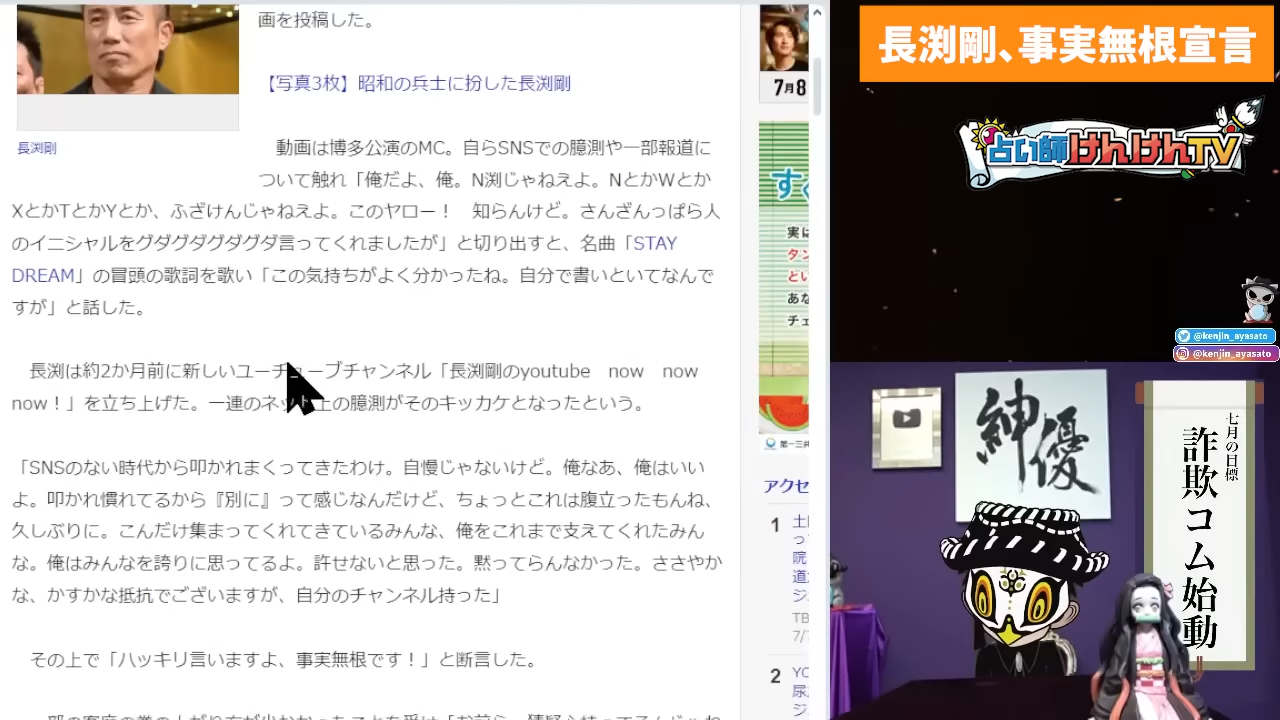 画を投稿した。
【写真3枚】昭和の兵士に扮した長渕剛
長渕剛
動画は博多公演のMC。自らSNSでの臆測や一部報道に
ついて触れ「俺だよ、俺。N渕じゃねえよ。NとかWとか
XとかTとかYとか、ふざけんじゃねえよ。このヤロー！　知らんけど。さんざんっぱら人
のイニシャルをグダグダグダグダ言ってくれましたが」と切り出すと、名曲「STAY
DREAM」の冒頭の歌詞を歌い「この気持ちがよく分かったね。自分で書いといてなんで
すが」と話した。
長渕は約2か月前に新しいユーチューブチャンネル「長渕剛のyoutube　now　now
now！」を立ち上げた。一連のネット上の臆測がそのキッカケとなったという。
「SNSのない時代から叩かれまくってきたわけ。自慢じゃないけど。俺なあ、俺はいい
よ。叩かれ慣れてるから『別に』って感じなんだけど、ちょっとこれは腹立ったもんね、
久しぶりに。こんだけ集まってくれてきているみんな、俺をこれまで支えてくれたみん
な。俺はみんなを誇りに思ってるよ。許せないと思った。黙ってらんなかった。ささやか
な、かすかな抵抗でございますが、自分のチャンネル持った」
その上で「ハッキリ言いますよ、事実無根です！」と断言した。
7月8
す
実に
タン
とい
あな
チェ
第一三共
アクセ
1
土
っ
院
道
ジ
TB
7/
2
YO
尿
ジ
長渕剛、事実無根宣言
占い師けんけんTV
@kenjin_ayasato
@kenjin_ayasato
紳優
七月の目標
詐欺コム始動!!